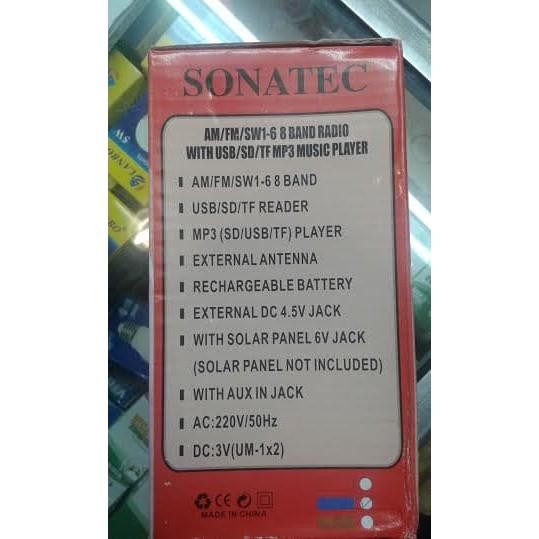 SONATEC
AM/FM/SW1-6 8 BAND RADIO
WITH USB/SD/TF MP3 MUSIC PLAYER
AM/FM/SW1-6 8 BAND
USB/SD/TF READER
MP3 (SD/USB/TF) PLAYER
EXTERNAL ANTENNA
RECHARGEABLE BATTERY
EXTERNAL DC 4.5V JACK
WITH SOLAR PANEL 6V JACK
(SOLAR PANEL NOT INCLUDED)
WITH AUX IN JACK
AC:220V/50Hz
DC:3V(UM-1x2)
CE
MADE IN CHINA
5W